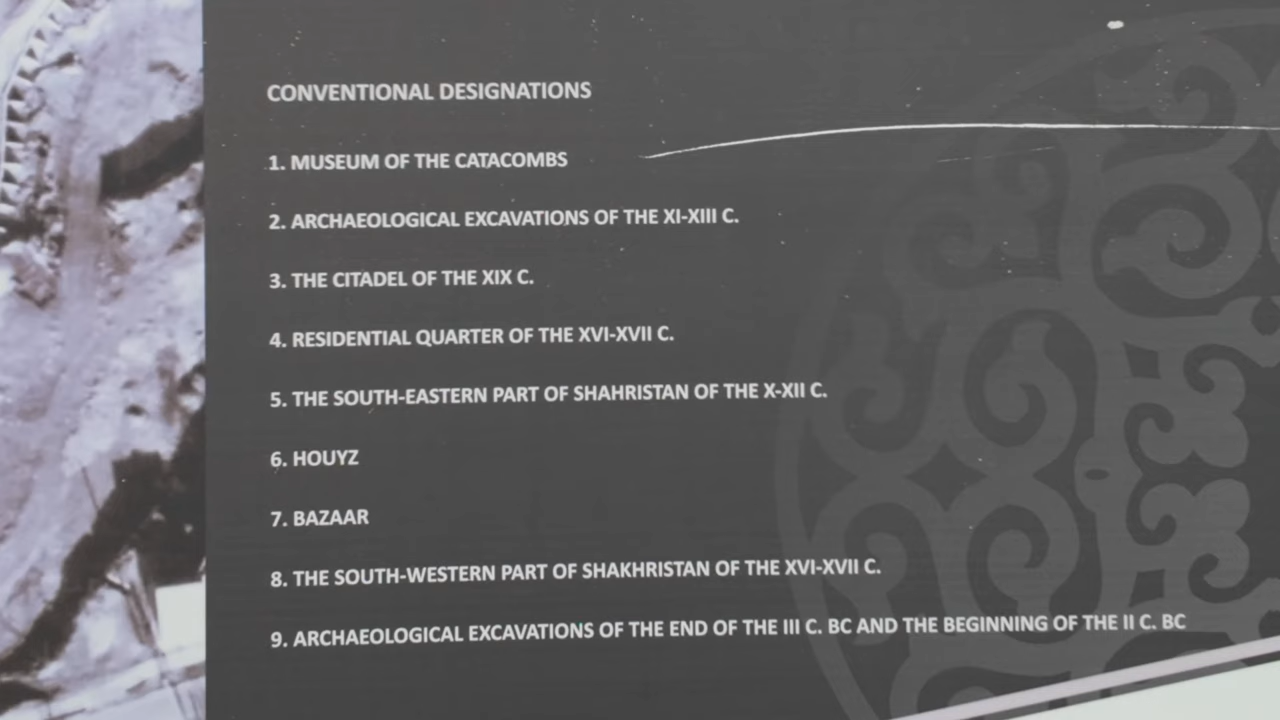 CONVENTIONAL DESIGNATIONS
1. MUSEUM OF THE CATACOMBS
2. ARCHAEOLOGICAL EXCAVATIONS OF THE XI-XIII C.
3. THE CITADEL OF THE XIX C.
4. RESIDENTIAL QUARTER OF THE XVI-XVII C.
5. THE SOUTH-EASTERN PART OF SHAHRISTAN OF THE X-XII C.
6. HOUYZ
7. BAZAAR
8. THE SOUTH-WESTERN PART OF SHAKHRISTAN OF THE XVI-XVII C.
9. ARCHAEOLOGICAL EXCAVATIONS OF THE END OF THE III C. BC AND THE BEGINNING OF THE II C. BC